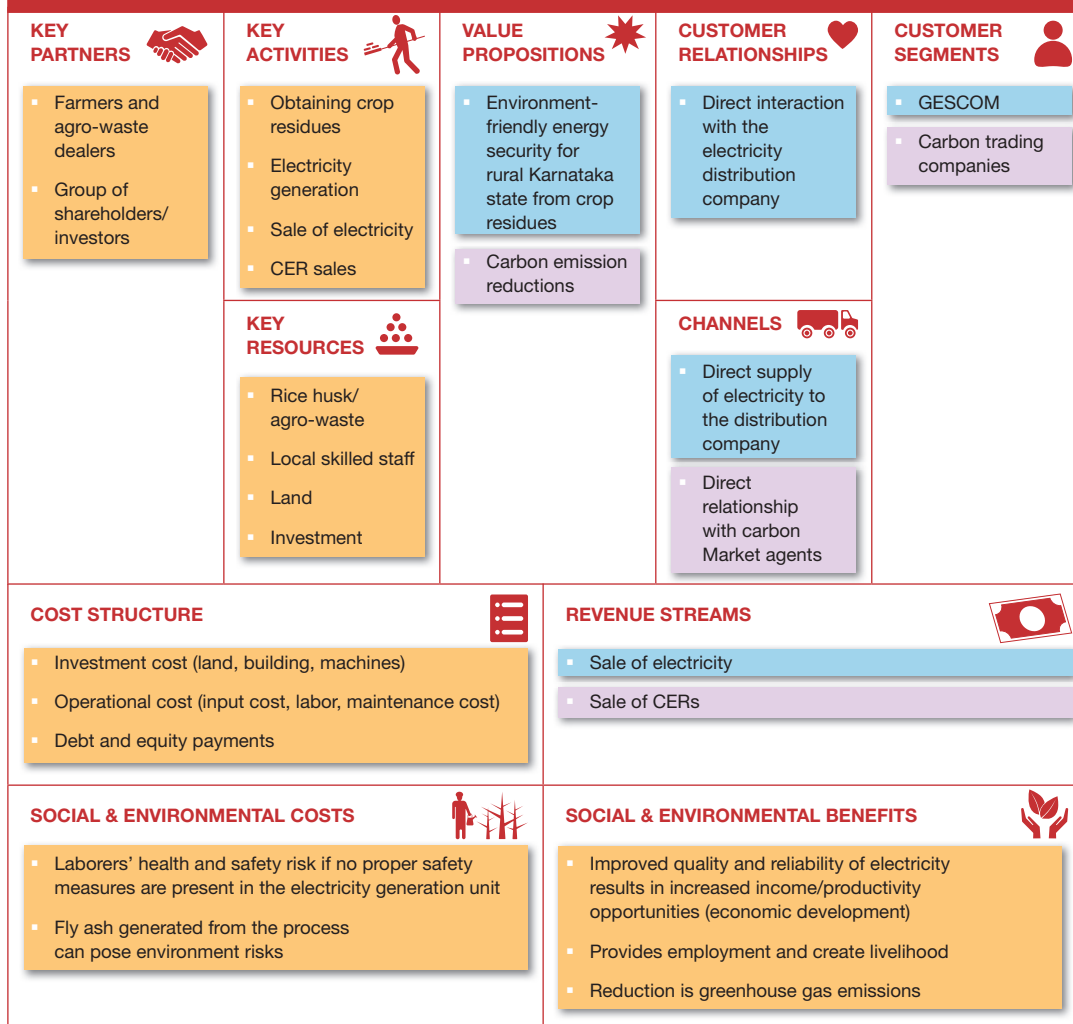 KEY
PARTNERS
Farmers and
agro-waste
dealers
Group of
shareholders/
investors
KEY
ACTIVITIES
Obtaining crop
residues
Electricity
generation
Sale of electricity
CER sales
KEY
RESOURCES
Rice husk/
agro-waste
Local skilled staff
Land
Investment
VALUE
PROPOSITIONS
Environment-
friendly energy
security for
rural Karnataka
state from crop
residues
Carbon emission
reductions
CUSTOMER
RELATIONSHIPS
Direct interaction
with the
electricity
distribution
company
CHANNELS
Direct supply
of electricity to
the distribution
company
Direct
relationship
with carbon
Market agents
CUSTOMER
SEGMENTS
GESCOM
Carbon trading
companies
COST STRUCTURE
Investment cost (land, building, machines)
Operational cost (input cost, labor, maintenance cost)
Debt and equity payments
REVENUE STREAMS
Sale of electricity
Sale of CERs
SOCIAL & ENVIRONMENTAL COSTS
Laborers’ health and safety risk if no proper safety
measures are present in the electricity generation unit
Fly ash generated from the process
can pose environment risks
SOCIAL & ENVIRONMENTAL BENEFITS
Improved quality and reliability of electricity
results in increased income/productivity
opportunities (economic development)
Provides employment and create livelihood
Reduction is greenhouse gas emissions